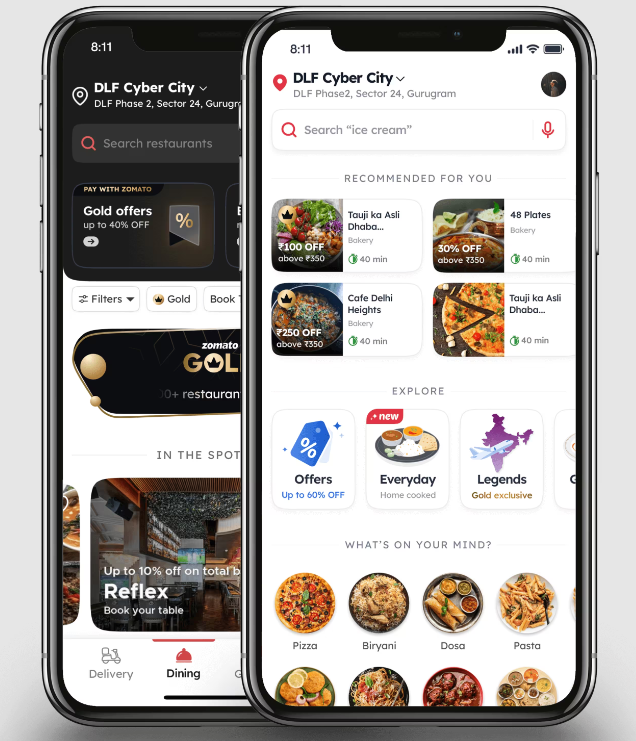 8:11
DLF Cyber City
DLF Phase 2, Sector 24, Gurugr
Search restaurants
PAY WITH ZOMATO
Gold offers
up to 40% OFF
%
Filters
Gold
Book
zomato
GOL
0+ restauran
IN THE SPOT
Up to 10% off on total b
Reflex
Book your table
Delivery
Dining
8:11
DLF Cyber City
DLF Phase2, Sector 24, Gurugram
Search “ice cream”
RECOMMENDED FOR YOU
₹100 OFF
above ₹350
Tauji ka Asli
Dhaba...
Bakery
40 min
30% OFF
above ₹350
48 Plates
Bakery
40 min
₹250 OFF
above ₹350
Cafe Delhi
Heights
Bakery
40 min
Tauji ka Asli
Dhaba...
40 min
EXPLORE
%
Offers
Up to 60% OFF
new
Everyday
Home cooked
Legends
Gold exclusive
WHAT'S ON YOUR MIND?
Pizza
Biryani
Dosa
Pasta